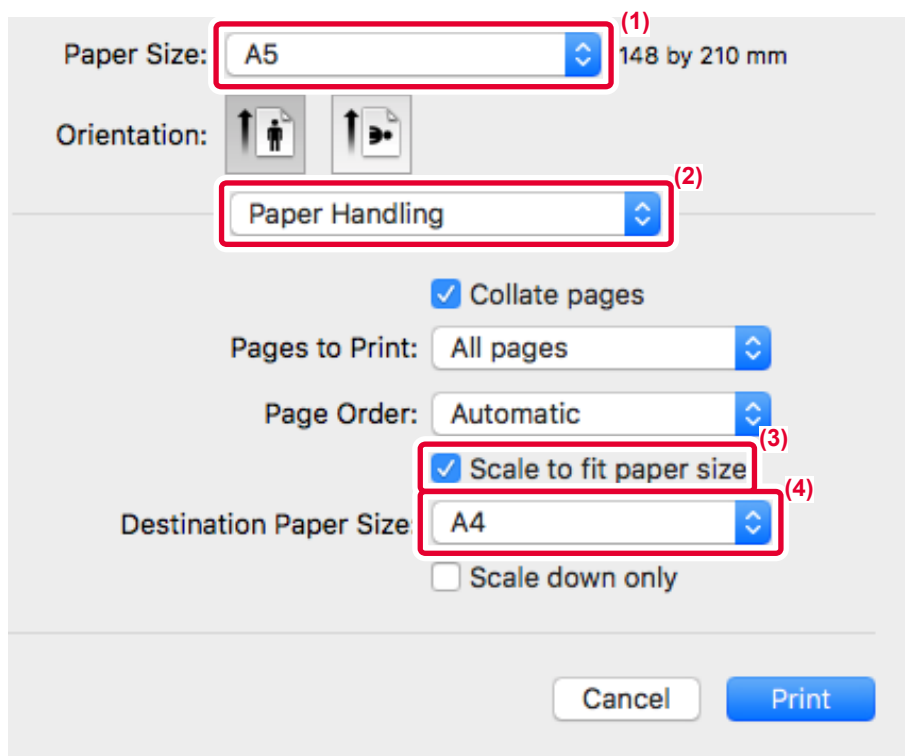 (1)
Paper Size: A5 148 by 210 mm
Orientation:
(2)
Paper Handling
Collate pages
Pages to Print: All pages
Page Order: Automatic
(3)
Scale to fit paper size
(4)
Destination Paper Size: A4
Scale down only
Cancel Print